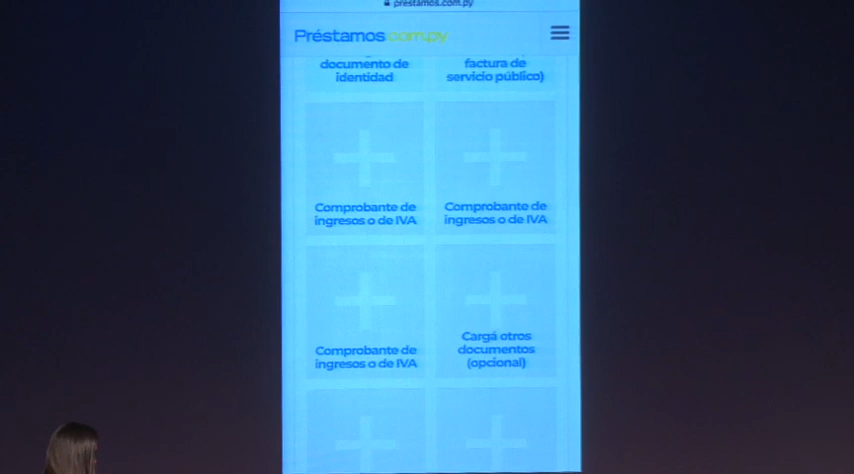 prestamos.com.py
Préstamos.com.py
documento de
identidad
factura de
servicio público)
Comprobante de
ingresos o de IVA
Comprobante de
ingresos o de IVA
Comprobante de
ingresos o de IVA
Cargá otros
documentos
(opcional)